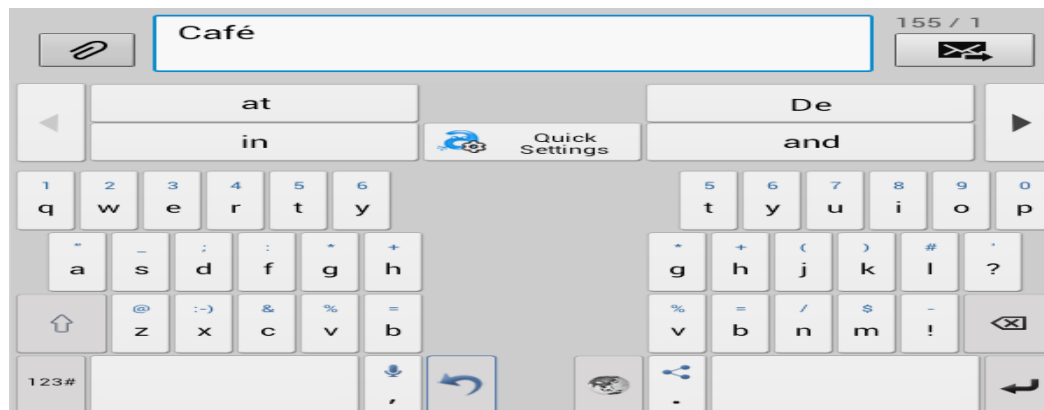 Café
155 / 1
at
De
in
Quick
Settings
and
1 2 3 4 5 6 5 6 7 8 9 0
q w e r t y t y u i o p
" _ ; : * + * + ( ) # '
a s d f g h g h j k l ?
@ :-) & % = % = / $ -
z x c v b v b n m !
123#
, .